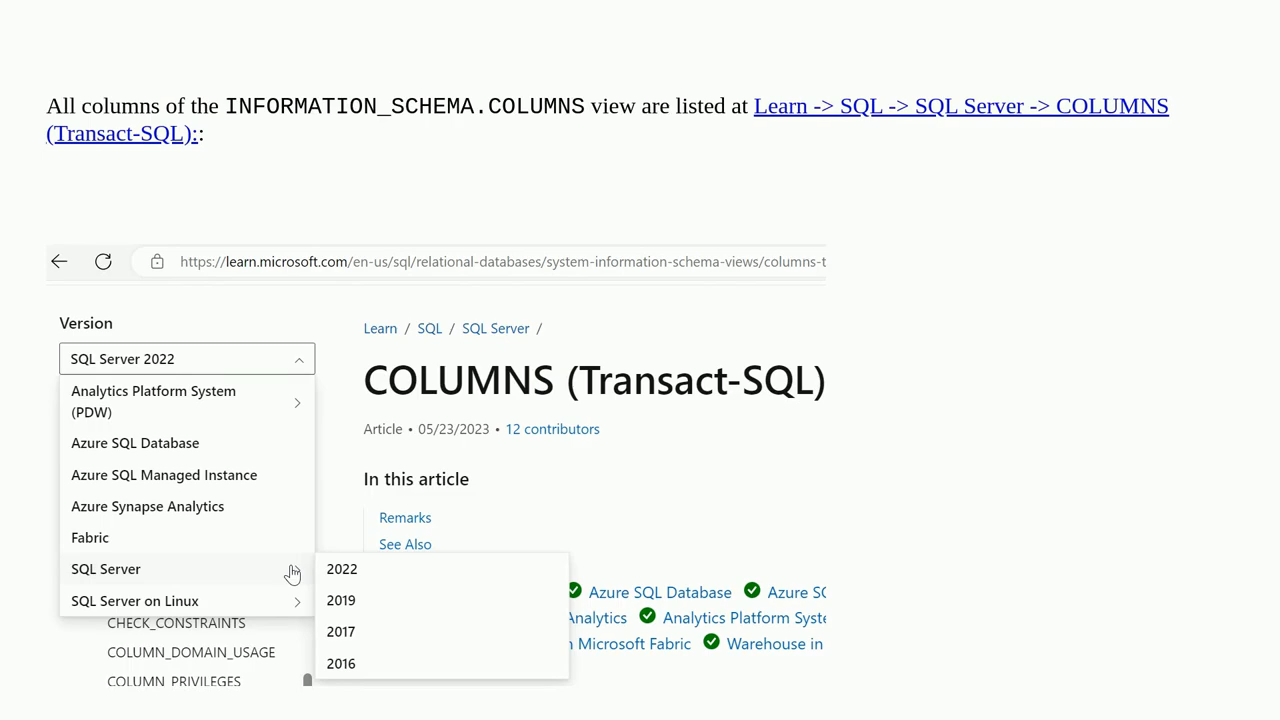 All columns of the INFORMATION_SCHEMA.COLUMNS view are listed at Learn -> SQL -> SQL Server -> COLUMNS
(Transact-SQL)::
https://learn.microsoft.com/en-us/sql/relational-databases/system-information-schema-views/columns-t
Version
SQL Server 2022
Analytics Platform System
(PDW)
Azure SQL Database
Azure SQL Managed Instance
Azure Synapse Analytics
Fabric
SQL Server
SQL Server on Linux
CHECK_CONSTRAINTS
COLUMN_DOMAIN_USAGE
COLUMN_PRIVILEGES
2022
2019
2017
2016
Learn / SQL / SQL Server /
COLUMNS (Transact-SQL)
Article • 05/23/2023 • 12 contributors
In this article
Remarks
See Also
Azure SQL Database Azure SQ
Analytics Analytics Platform Syste
Microsoft Fabric Warehouse in